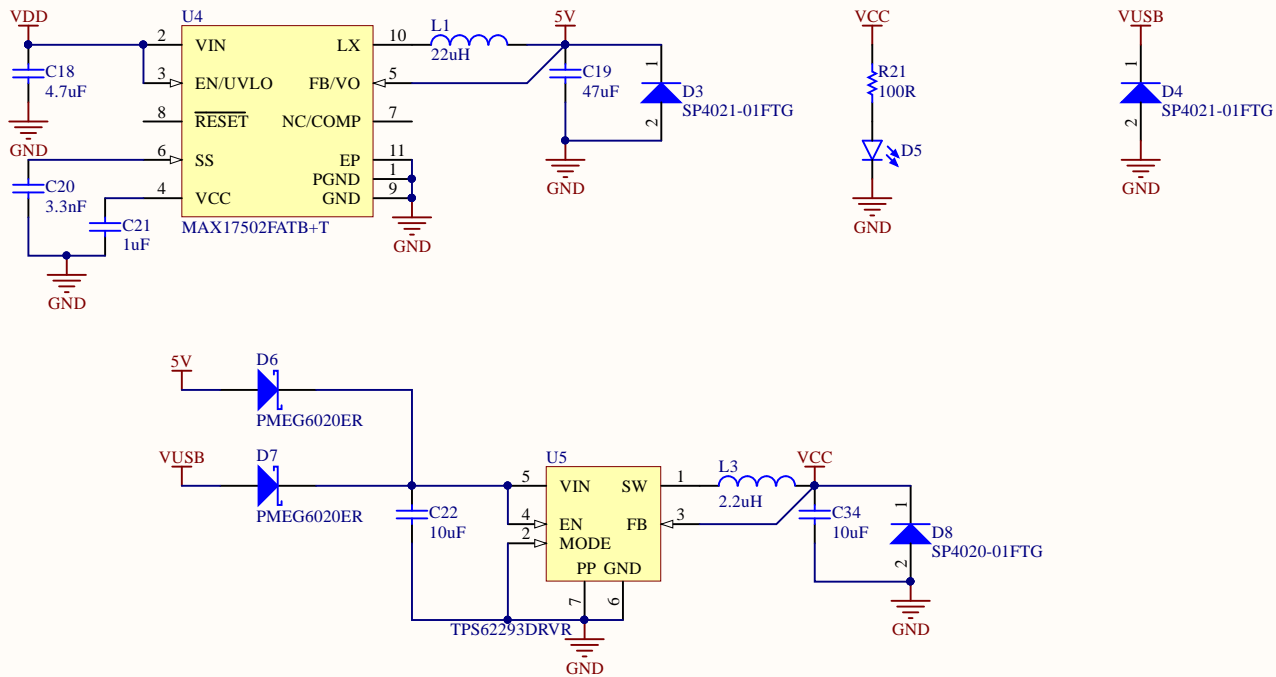 VDD
U4
5V
VCC
VUSB
2
VIN
LX
10
L1
22uH
C18
4.7uF
3
EN/UVLO
FB/VO
5
C19
47uF
1
D3
SP4021-01FTG
2
R21
100R
1
D4
SP4021-01FTG
2
8
RESET
NC/COMP
7
GND
D5
6
SS
EP
11
PGND
1
GND
GND
C20
3.3nF
4
VCC
GND
9
GND
C21
1uF
MAX17502FATB+T
GND
GND
5V
D6
PMEG6020ER
VUSB
D7
PMEG6020ER
U5
5
VIN
SW
1
L3
2.2uH
VCC
C22
10uF
4
EN
FB
3
2
MODE
C34
10uF
1
D8
SP4020-01FTG
2
PP
GND
7
6
TPS62293DRVR
GND
GND